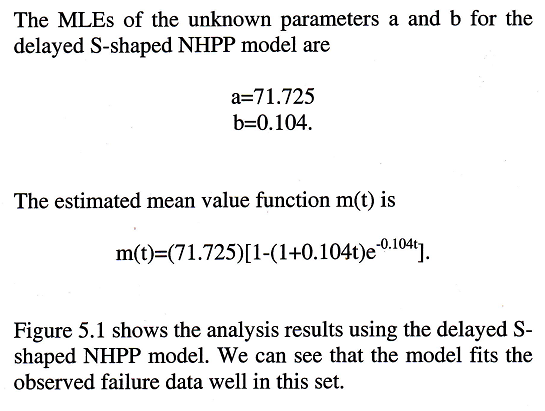 The MLEs of the unknown parameters a and b for the
delayed S-shaped NHPP model are
a=71.725
b=0.104.
The estimated mean value function m(t) is
m(t)=(71.725)[1-(1+0.104t)e^-0.104t].
Figure 5.1 shows the analysis results using the delayed S-
shaped NHPP model. We can see that the model fits the
observed failure data well in this set.